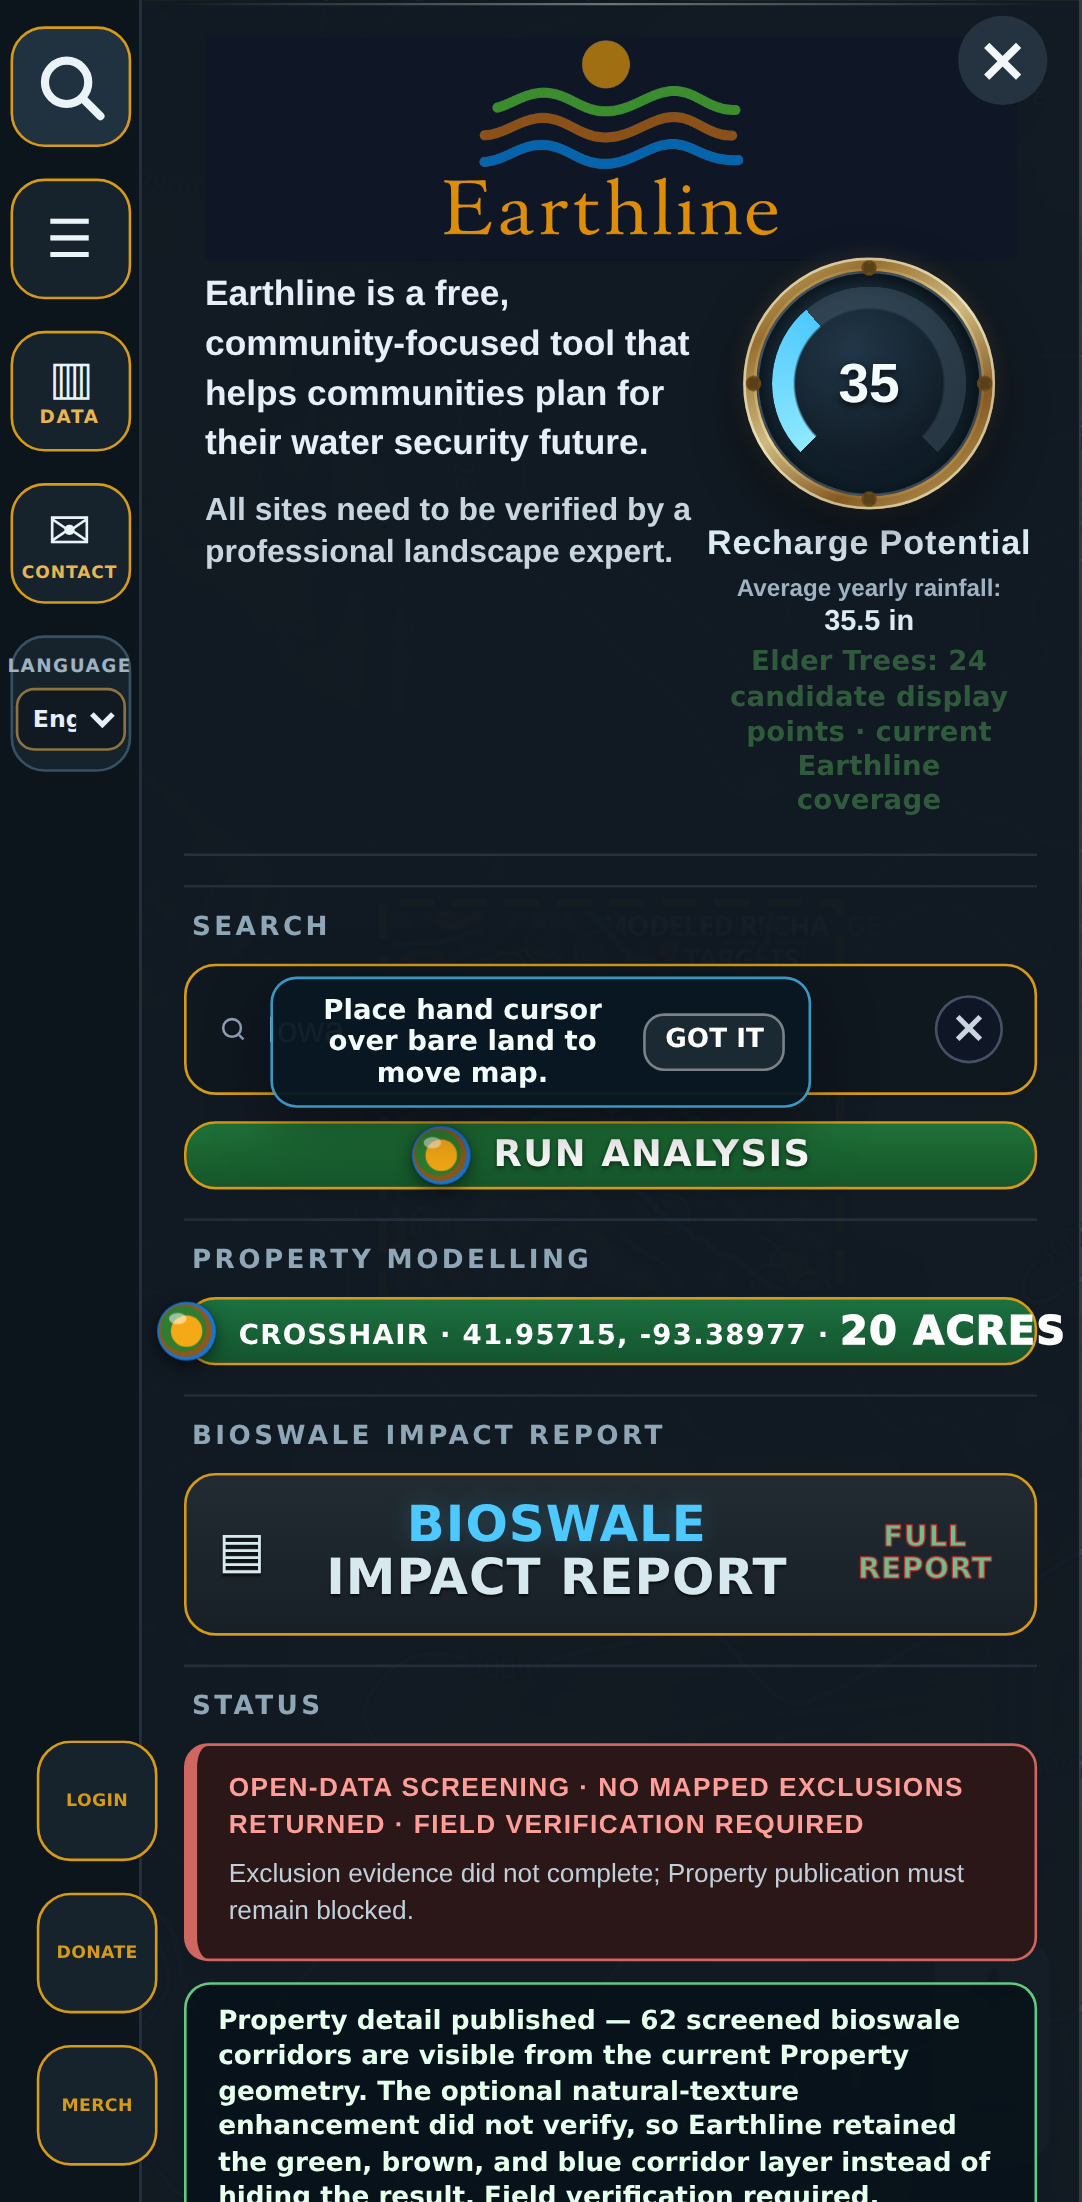 Earthline
Earthline is a free,
community-focused tool that
helps communities plan for
their water security future.
All sites need to be verified by a
professional landscape expert.
35
Recharge Potential
Average yearly rainfall:
35.5 in
Elder Trees: 24
candidate display
points · current
Earthline
coverage
DATA
CONTACT
LANGUAGE
Eng
SEARCH
MODELED RECHARGE
TARGETS
Iowa
Place hand cursor
over bare land to
move map.
GOT IT
RUN ANALYSIS
PROPERTY MODELLING
CROSSHAIR · 41.95715, -93.38977 · 20 ACRES
BIOSWALE IMPACT REPORT
BIOSWALE
IMPACT REPORT
FULL
REPORT
STATUS
OPEN-DATA SCREENING · NO MAPPED EXCLUSIONS
RETURNED · FIELD VERIFICATION REQUIRED
Exclusion evidence did not complete; Property publication must
remain blocked.
LOGIN
DONATE
MERCH
Property detail published — 62 screened bioswale
corridors are visible from the current Property
geometry. The optional natural-texture
enhancement did not verify, so Earthline retained
the green, brown, and blue corridor layer instead of
hiding the result. Field verification required.